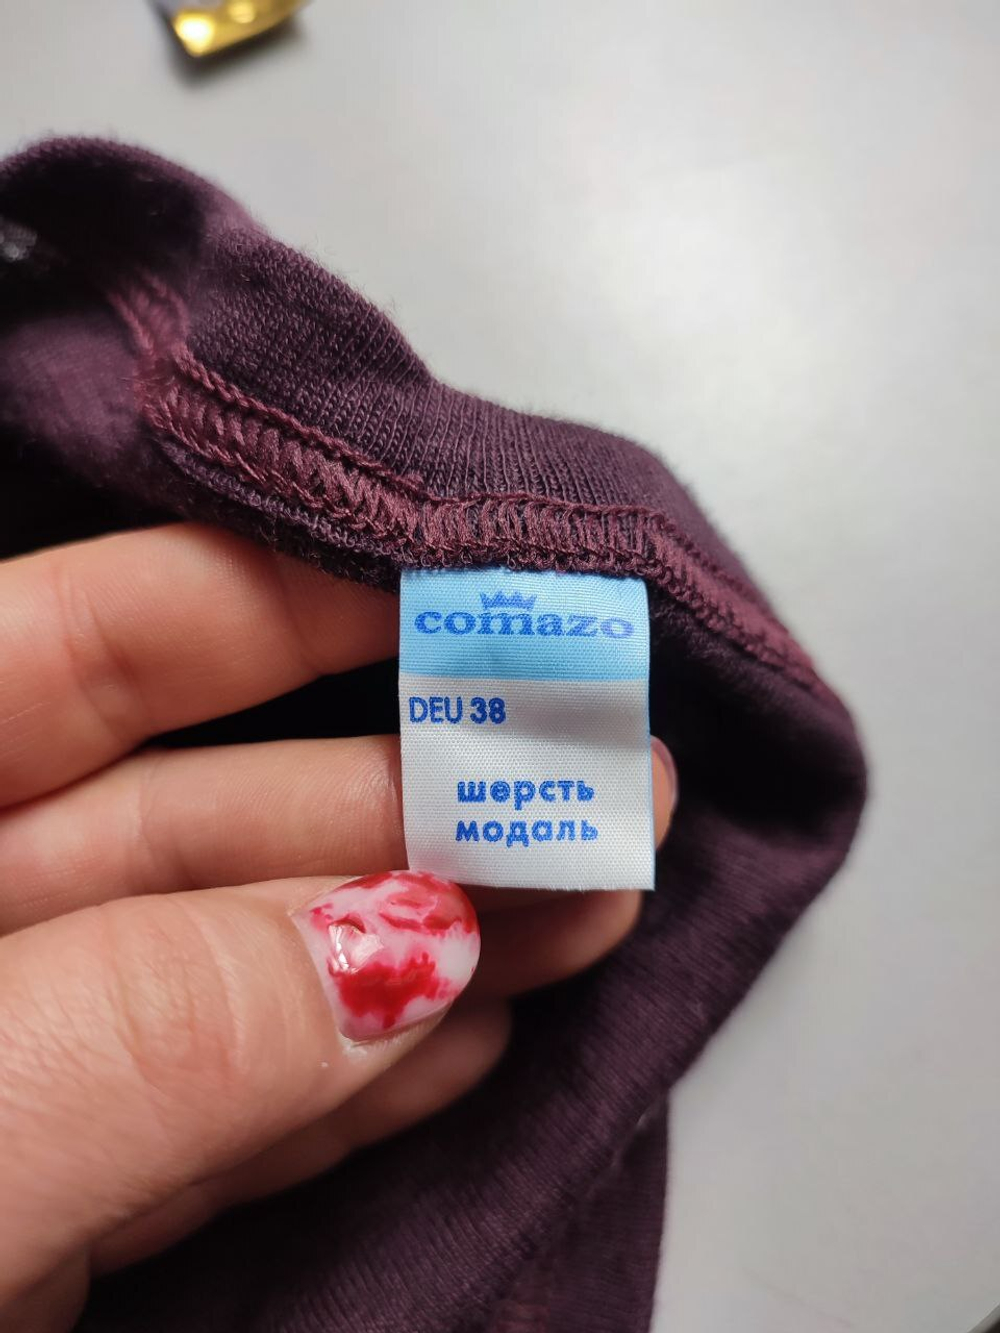 comazo
DEU 38
шерсть
модаль